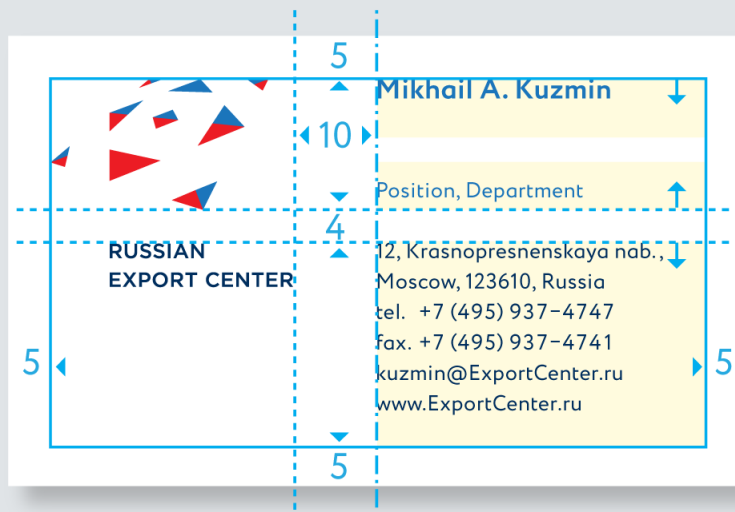 5
Mikhail A. Kuzmin
10
Position, Department
4
RUSSIAN
EXPORT CENTER
12, Krasnopresnenskaya nab.,
Moscow, 123610, Russia
tel. +7 (495) 937–4747
fax. +7 (495) 937–4741
kuzmin@ExportCenter.ru
www.ExportCenter.ru
5
5
5